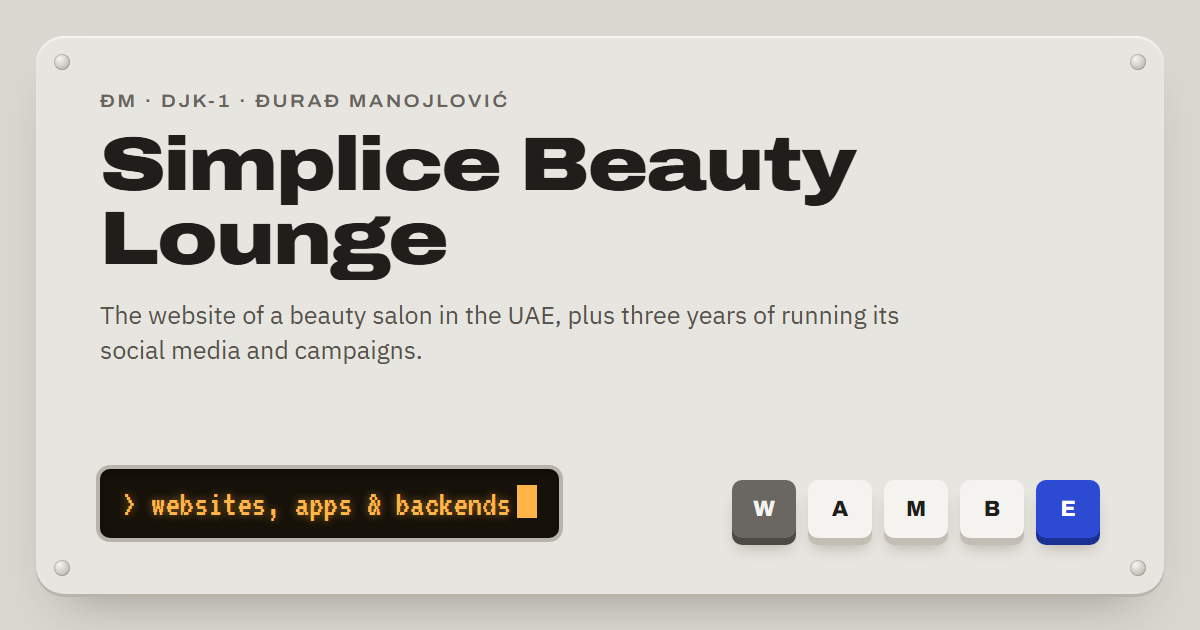 ĐM · DJK-1 · ĐURAĐ MANOJLOVIĆ
Simplice Beauty
Lounge
The website of a beauty salon in the UAE, plus three years of running its
social media and campaigns.
> websites, apps & backends
W A M B E